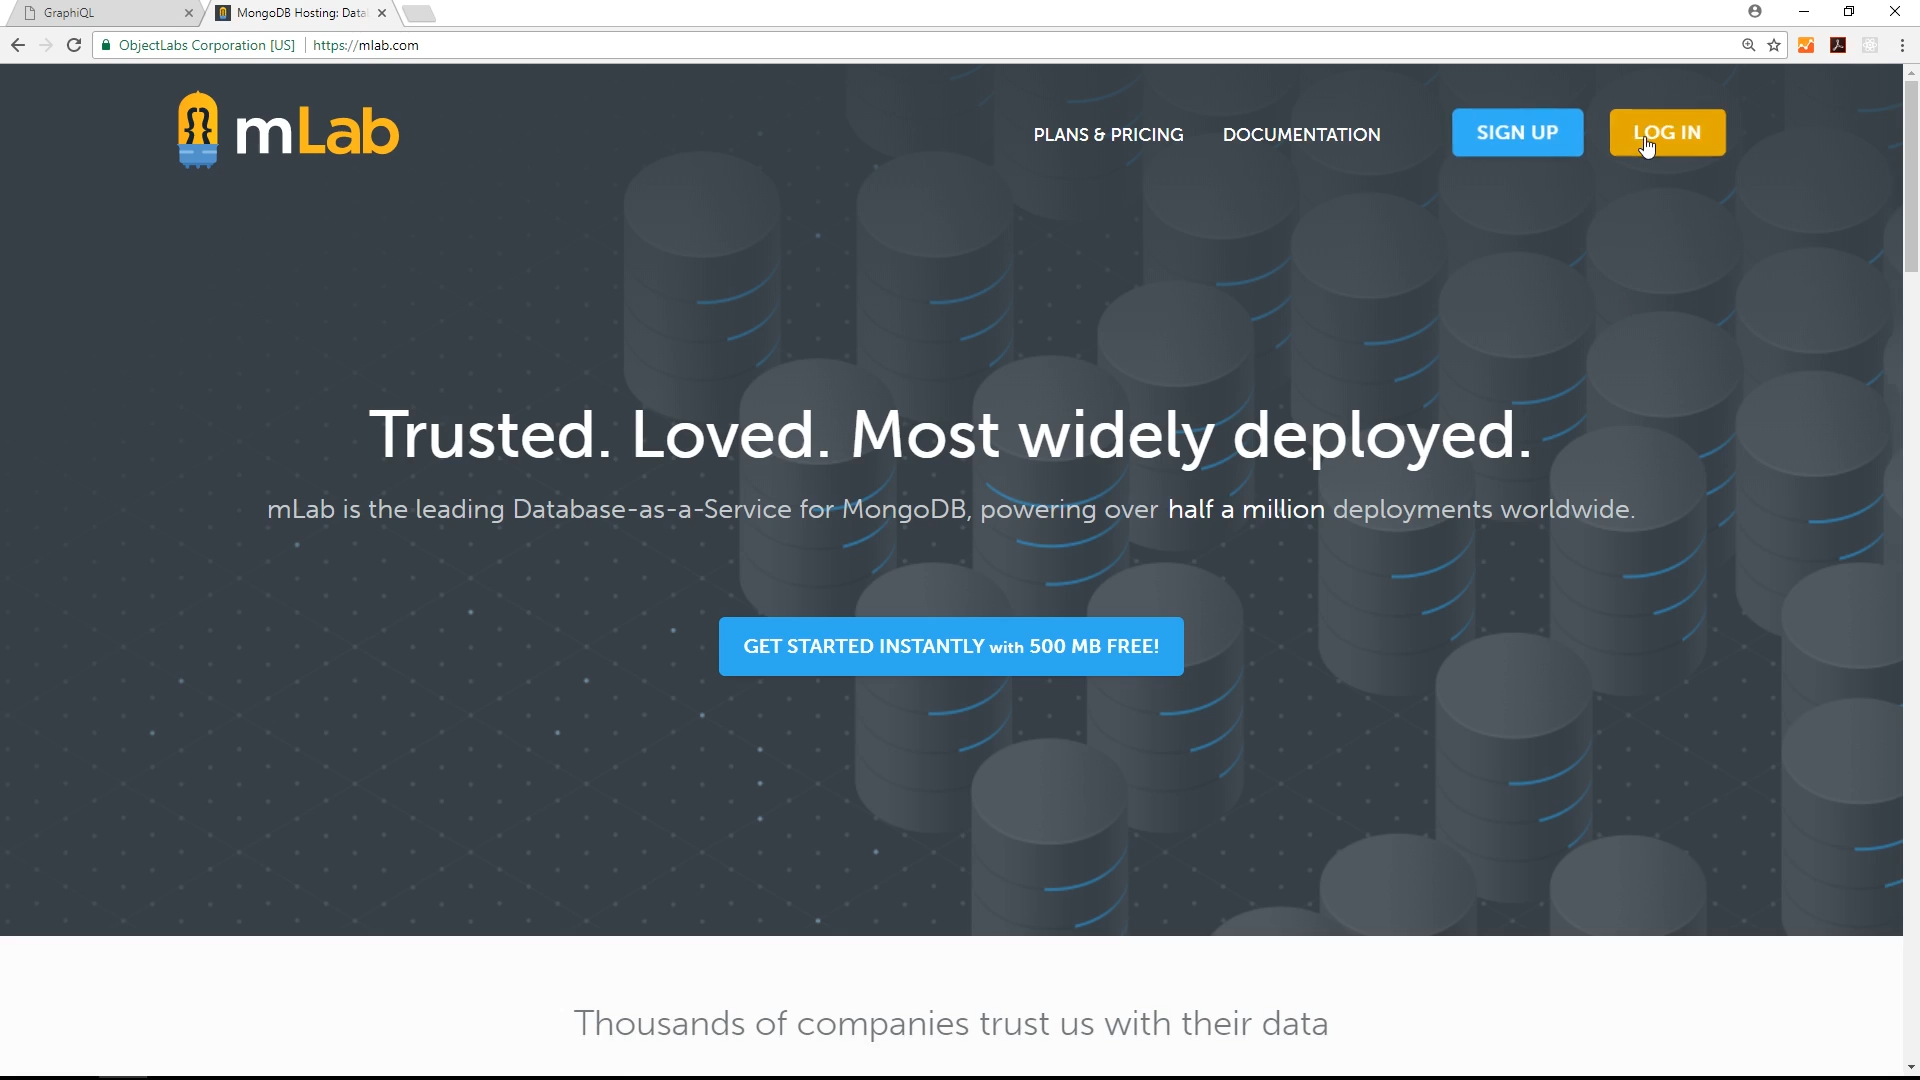 GraphiQL
MongoDB Hosting: Data
ObjectLabs Corporation [US]
https://mlab.com
mLab
PLANS & PRICING
DOCUMENTATION
SIGN UP
LOG IN
Trusted. Loved. Most widely deployed.
mLab is the leading Database-as-a-Service for MongoDB, powering over half a million deployments worldwide.
GET STARTED INSTANTLY with 500 MB FREE!
Thousands of companies trust us with their data